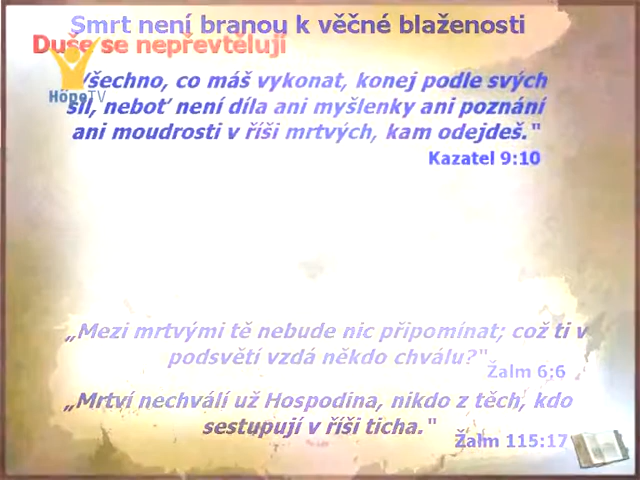 Smrt není branou k věčné blaženosti
Duše se nepřevtělují
Všechno, co máš vykonat, konej podle svých
sil, neboť není díla ani myšlenky ani poznání
ani moudrosti v říši mrtvých, kam odejdeš."
HopeTV
Kazatel 9:10
„Mezi mrtvými tě nebude nic připomínat; což ti v
podsvětí vzdá někdo chválu?"
Žalm 6;6
„Mrtví nechválí už Hospodina, nikdo z těch, kdo
sestupují v říši ticha."
Žalm 115:17